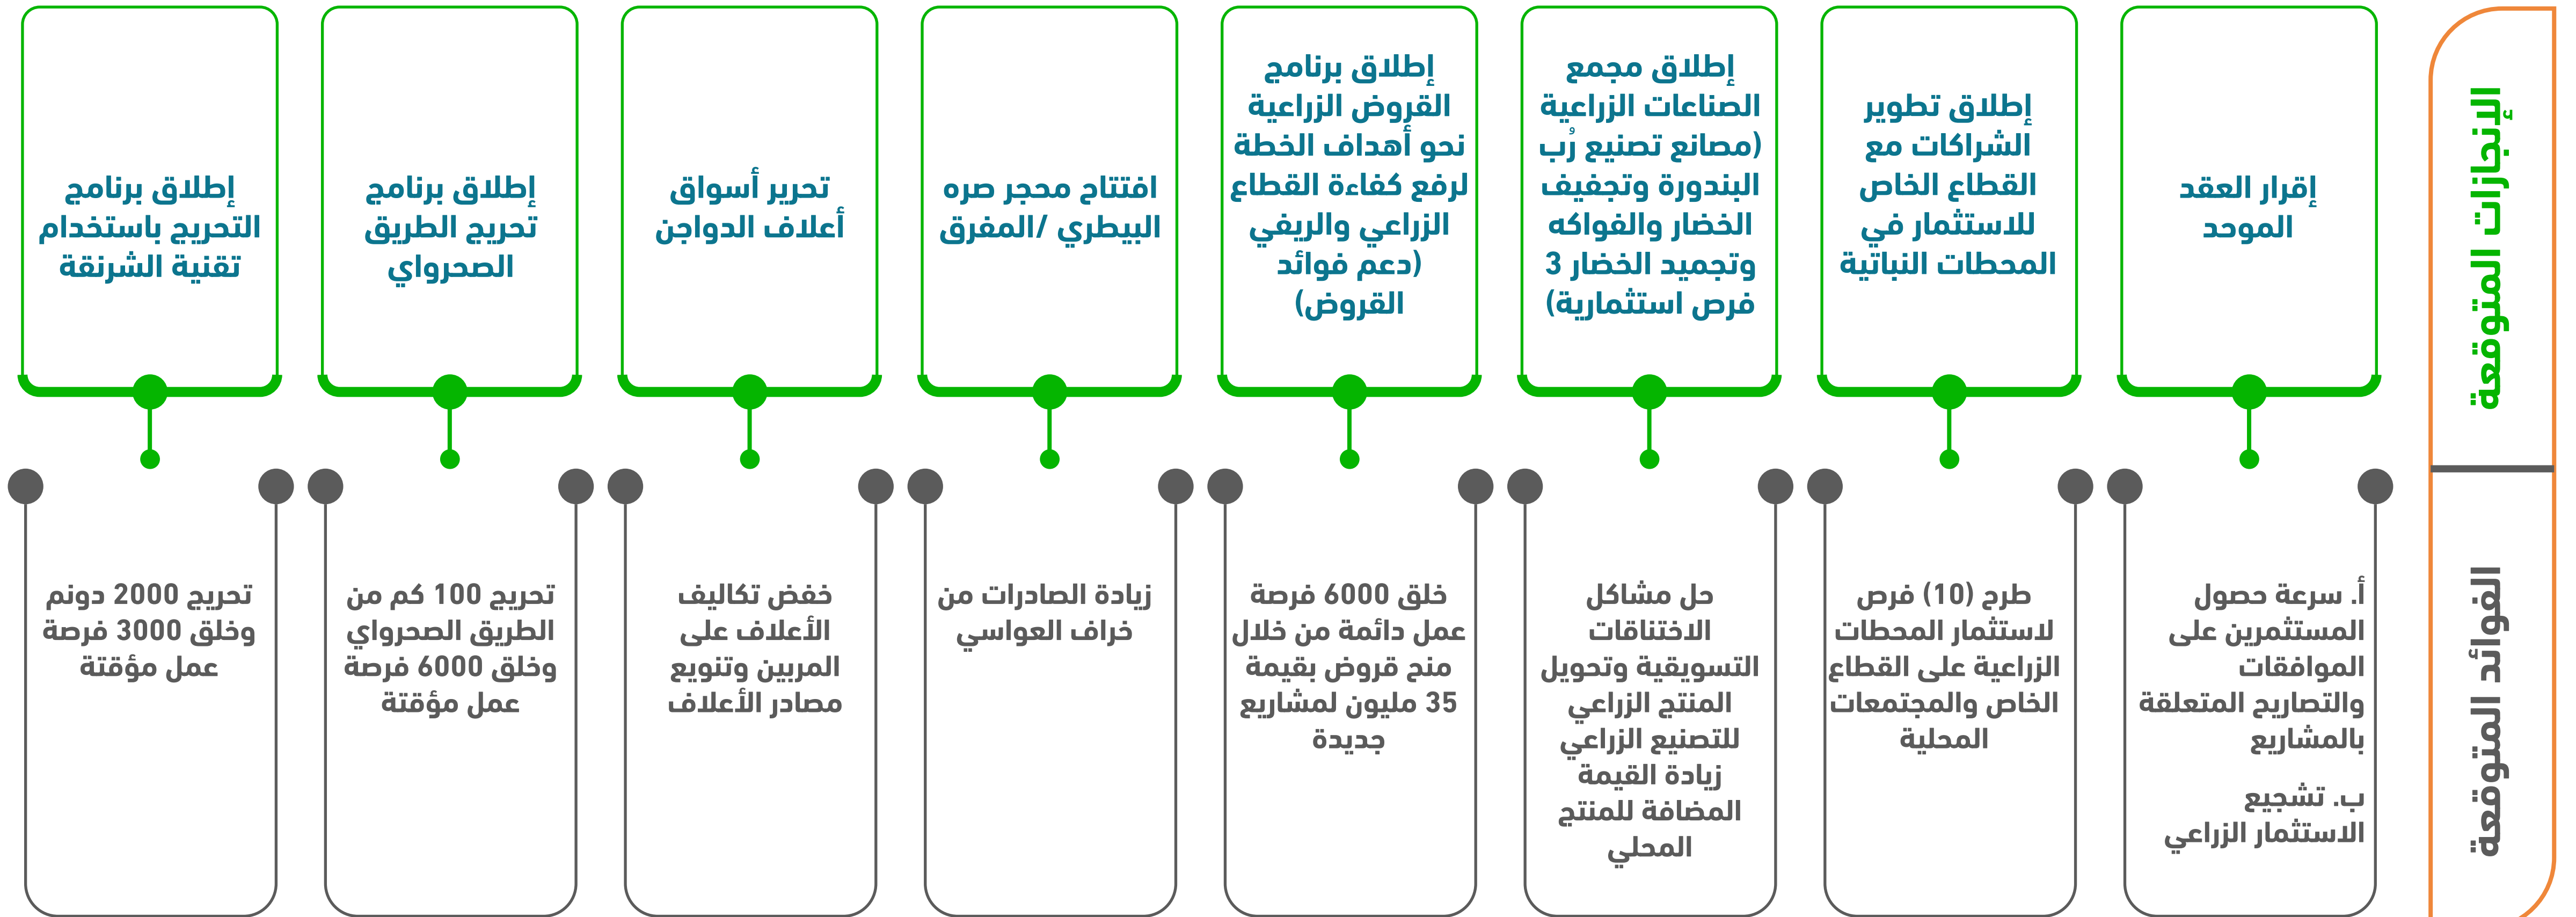 الإنجازات المتوقعة
إقرار العقد
الموحد
إطلاق تطوير
الشراكات مع
القطاع الخاص
للاستثمار في
المحطات النباتية
إطلاق مجمع
الصناعات الزراعية
(مصانع تصنيع رُب
البندورة وتجفيف
الخضار والفواكه
وتجميد الخضار 3
فرص استثمارية)
إطلاق برنامج
القروض الزراعية
نحو أهداف الخطة
لرفع كفاءة القطاع
الزراعي والريفي
(دعم فوائد
القروض)
افتتاح محجر صره
البيطري /المفرق
تحرير أسواق
أعلاف الدواجن
إطلاق برنامج
تحريج الطريق
الصحرواي
إطلاق برنامج
التحريج باستخدام
تقنية الشرنقة
الفوائد المتوقعة
أ. سرعة حصول
المستثمرين على
الموافقات
والتصاريح المتعلقة
بالمشاريع
ب. تشجيع
الاستثمار الزراعي
طرح (10) فرص
لاستثمار المحطات
الزراعية على القطاع
الخاص والمجتمعات
المحلية
حل مشاكل
الاختناقات
التسويقية وتحويل
المنتج الزراعي
للتصنيع الزراعي
زيادة القيمة
المضافة للمنتج
المحلي
خلق 6000 فرصة
عمل دائمة من خلال
منح قروض بقيمة
35 مليون لمشاريع
جديدة
زيادة الصادرات من
خراف العواسي
خفض تكاليف
الأعلاف على
المربين وتنويع
مصادر الأعلاف
تحريج 100 كم من
الطريق الصحرواي
وخلق 6000 فرصة
عمل مؤقتة
تحريج 2000 دونم
وخلق 3000 فرصة
عمل مؤقتة